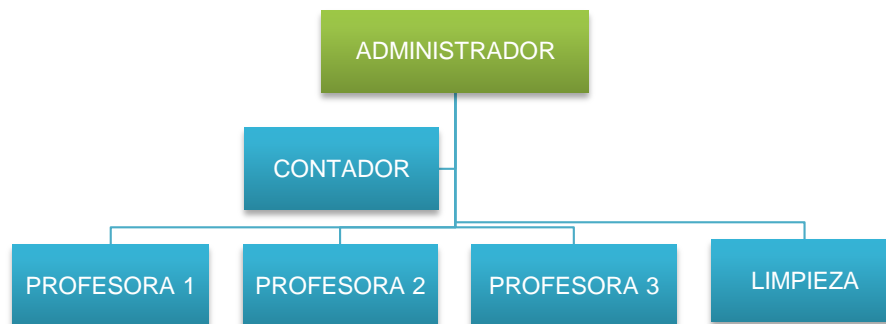 ADMINISTRADOR
CONTADOR
PROFESORA 1
PROFESORA 2
PROFESORA 3
LIMPIEZA